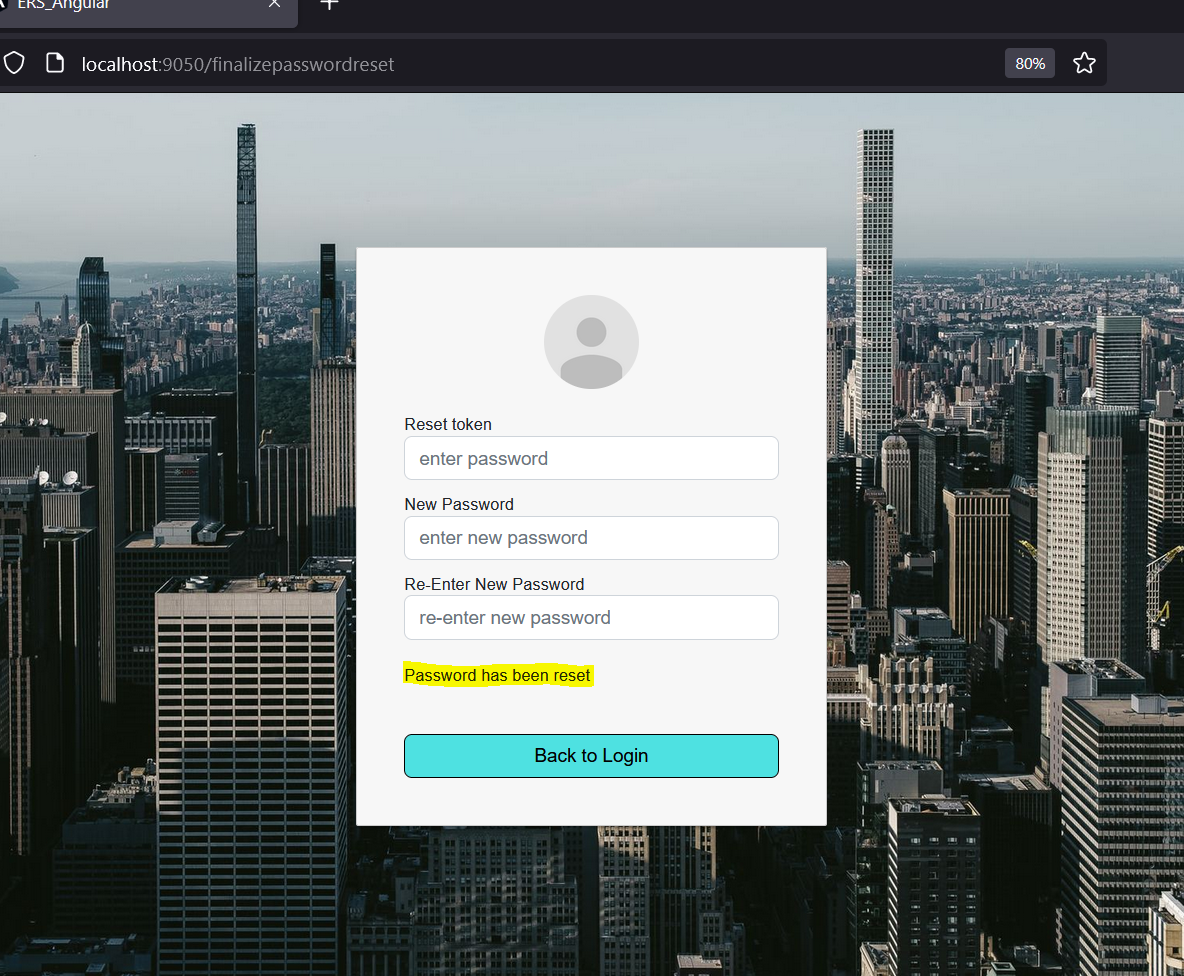 ERS_Angular
localhost:9050/finalizepasswordreset
80%
Reset token
enter password
New Password
enter new password
Re-Enter New Password
re-enter new password
Password has been reset
Back to Login